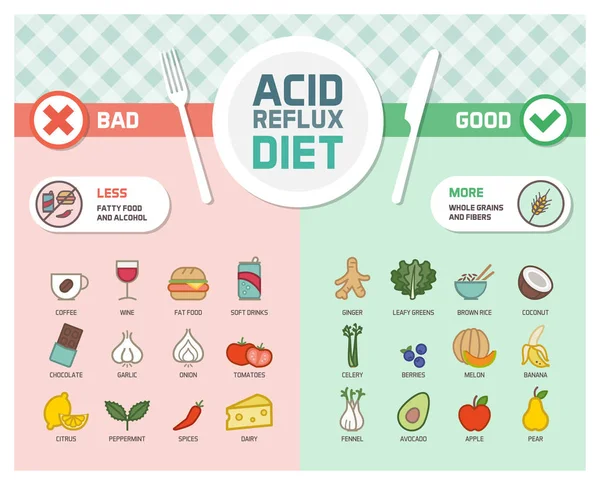 ACID
REFLUX
DIET
BAD
GOOD
LESS
FATTY FOOD
AND ALCOHOL
MORE
WHOLE GRAINS
AND FIBERS
COFFEE
WINE
FAT FOOD
SOFT DRINKS
CHOCOLATE
GARLIC
ONION
TOMATOES
CITRUS
PEPPERMINT
SPICES
DAIRY
GINGER
LEAFY GREENS
BROWN RICE
COCONUT
CELERY
BERRIES
MELON
BANANA
FENNEL
AVOCADO
APPLE
PEAR